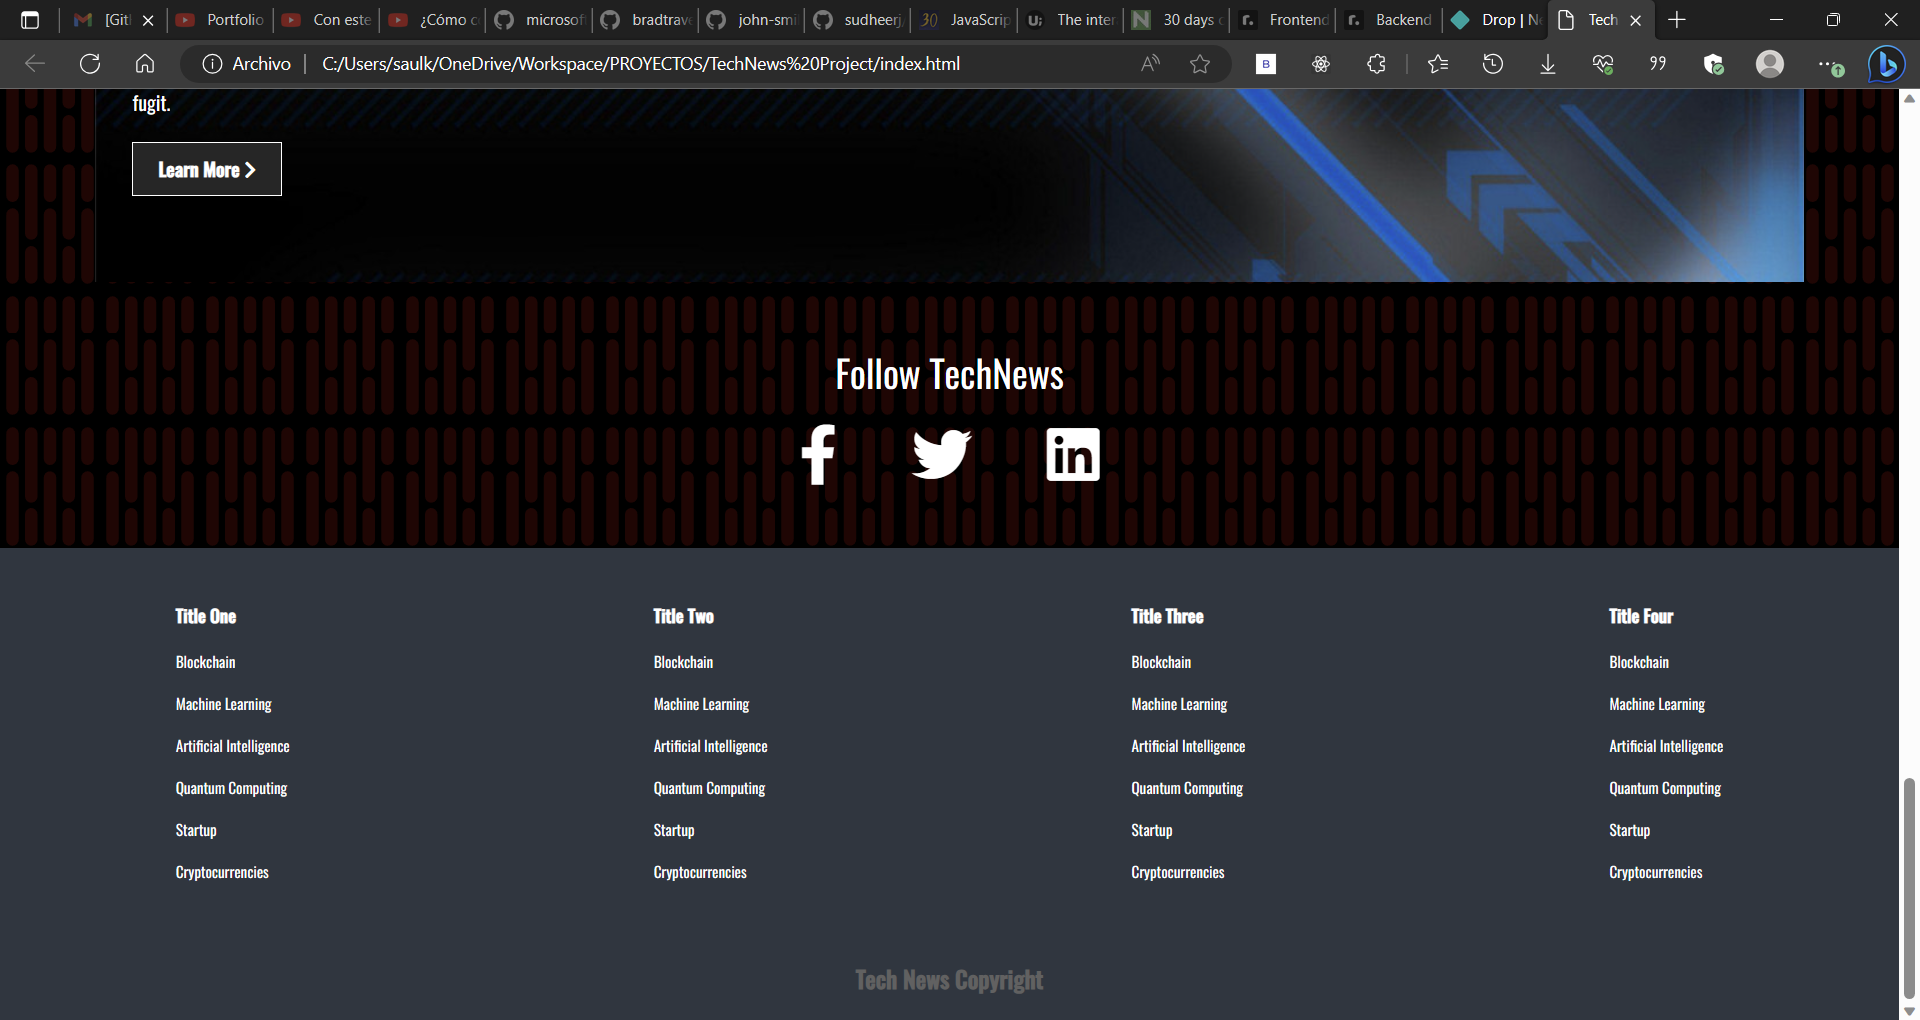 [Git
Portfolio
Con este
¿Cómo c
microsof
bradtrave
john-smi
sudheerj
30 JavaScrip
The inter
30 days
Frontend
Backend
Drop | Ne
Tech
Archivo
C:/Users/saulk/OneDrive/Workspace/PROYECTOS/TechNews%20Project/index.html
fugit.
Learn More
Follow TechNews
Title One
Blockchain
Machine Learning
Artificial Intelligence
Quantum Computing
Startup
Cryptocurrencies
Title Two
Blockchain
Machine Learning
Artificial Intelligence
Quantum Computing
Startup
Cryptocurrencies
Title Three
Blockchain
Machine Learning
Artificial Intelligence
Quantum Computing
Startup
Cryptocurrencies
Title Four
Blockchain
Machine Learning
Artificial Intelligence
Quantum Computing
Startup
Cryptocurrencies
Tech News Copyright